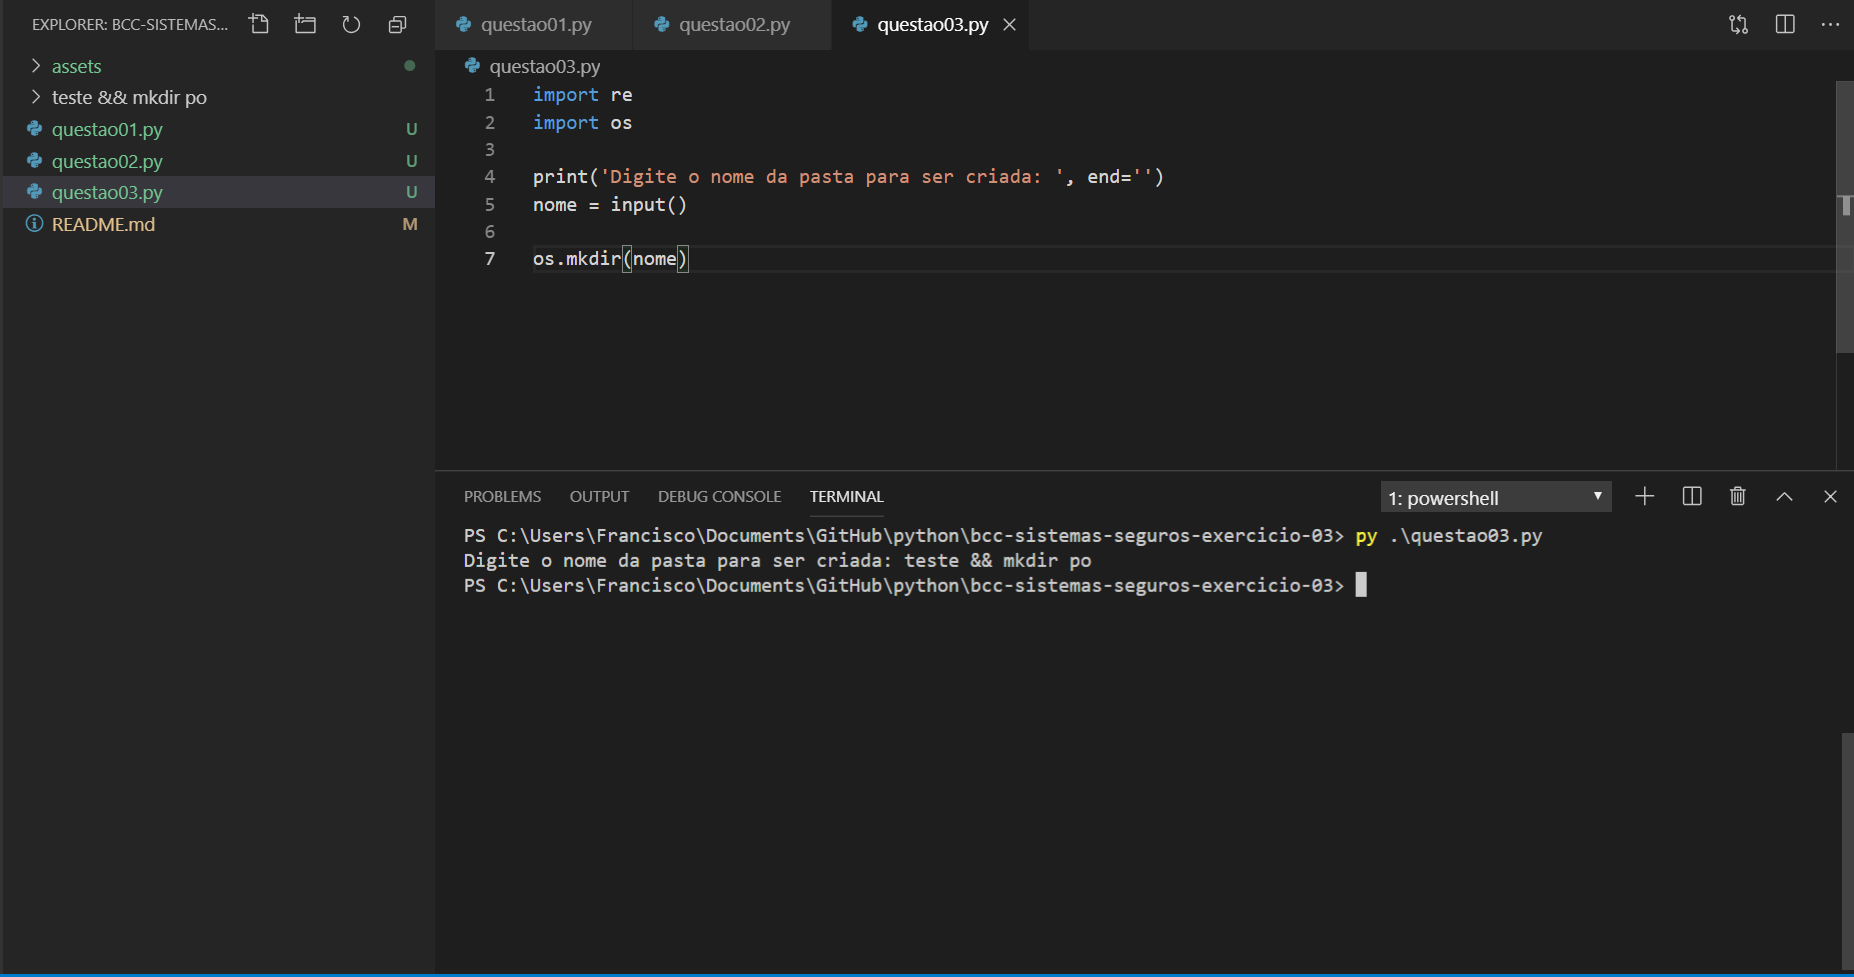 EXPLORER: BCC-SISTEMAS...
assets
teste && mkdir po
questao01.py U
questao02.py U
questao03.py U
README.md M
questao01.py questao02.py questao03.py
questao03.py
1 import re
2 import os
3
4 print('Digite o nome da pasta para ser criada: ', end='')
5 nome = input()
6
7 os.mkdir(nome)
PROBLEMS OUTPUT DEBUG CONSOLE TERMINAL 1: powershell
PS C:\Users\Francisco\Documents\GitHub\python\bcc-sistemas-seguros-exercicio-03> py .\questao03.py
Digite o nome da pasta para ser criada: teste && mkdir po
PS C:\Users\Francisco\Documents\GitHub\python\bcc-sistemas-seguros-exercicio-03>